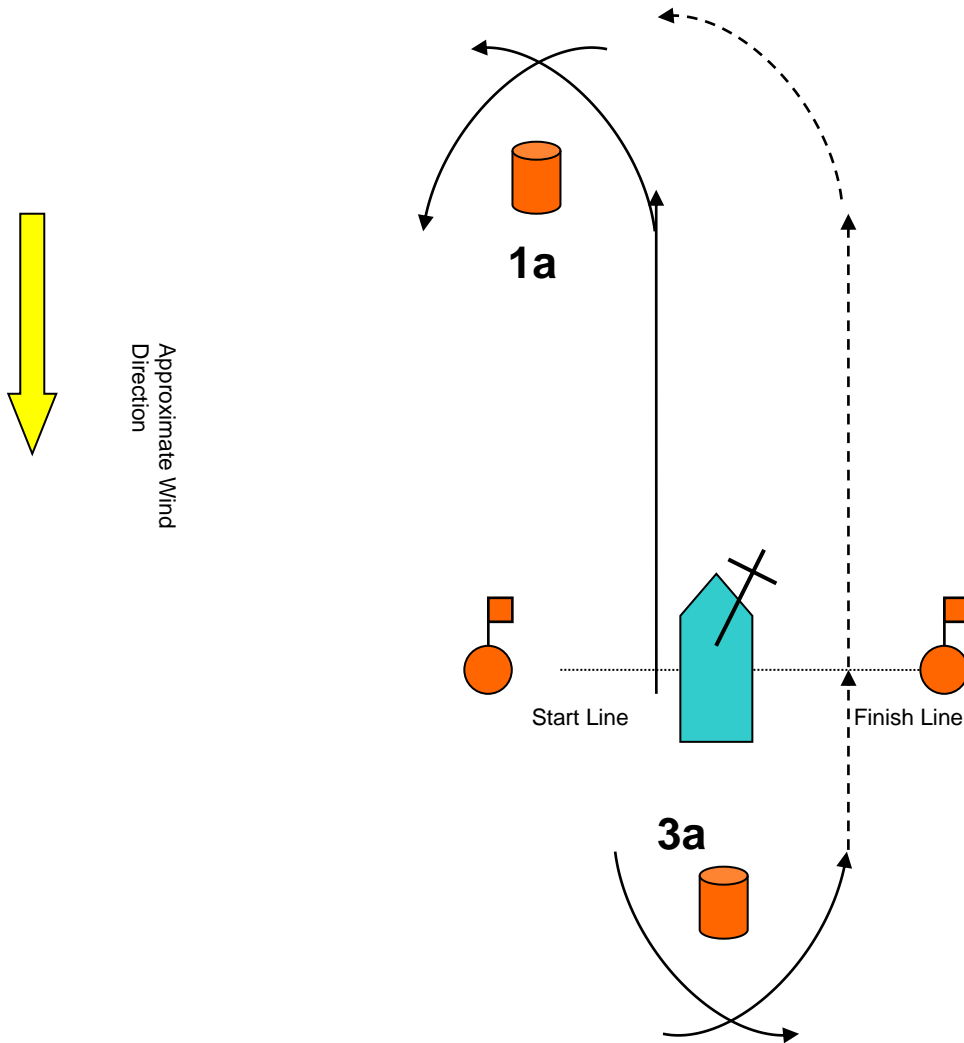 1a
Approximate Wind
Direction
Start Line
Finish Line
3a